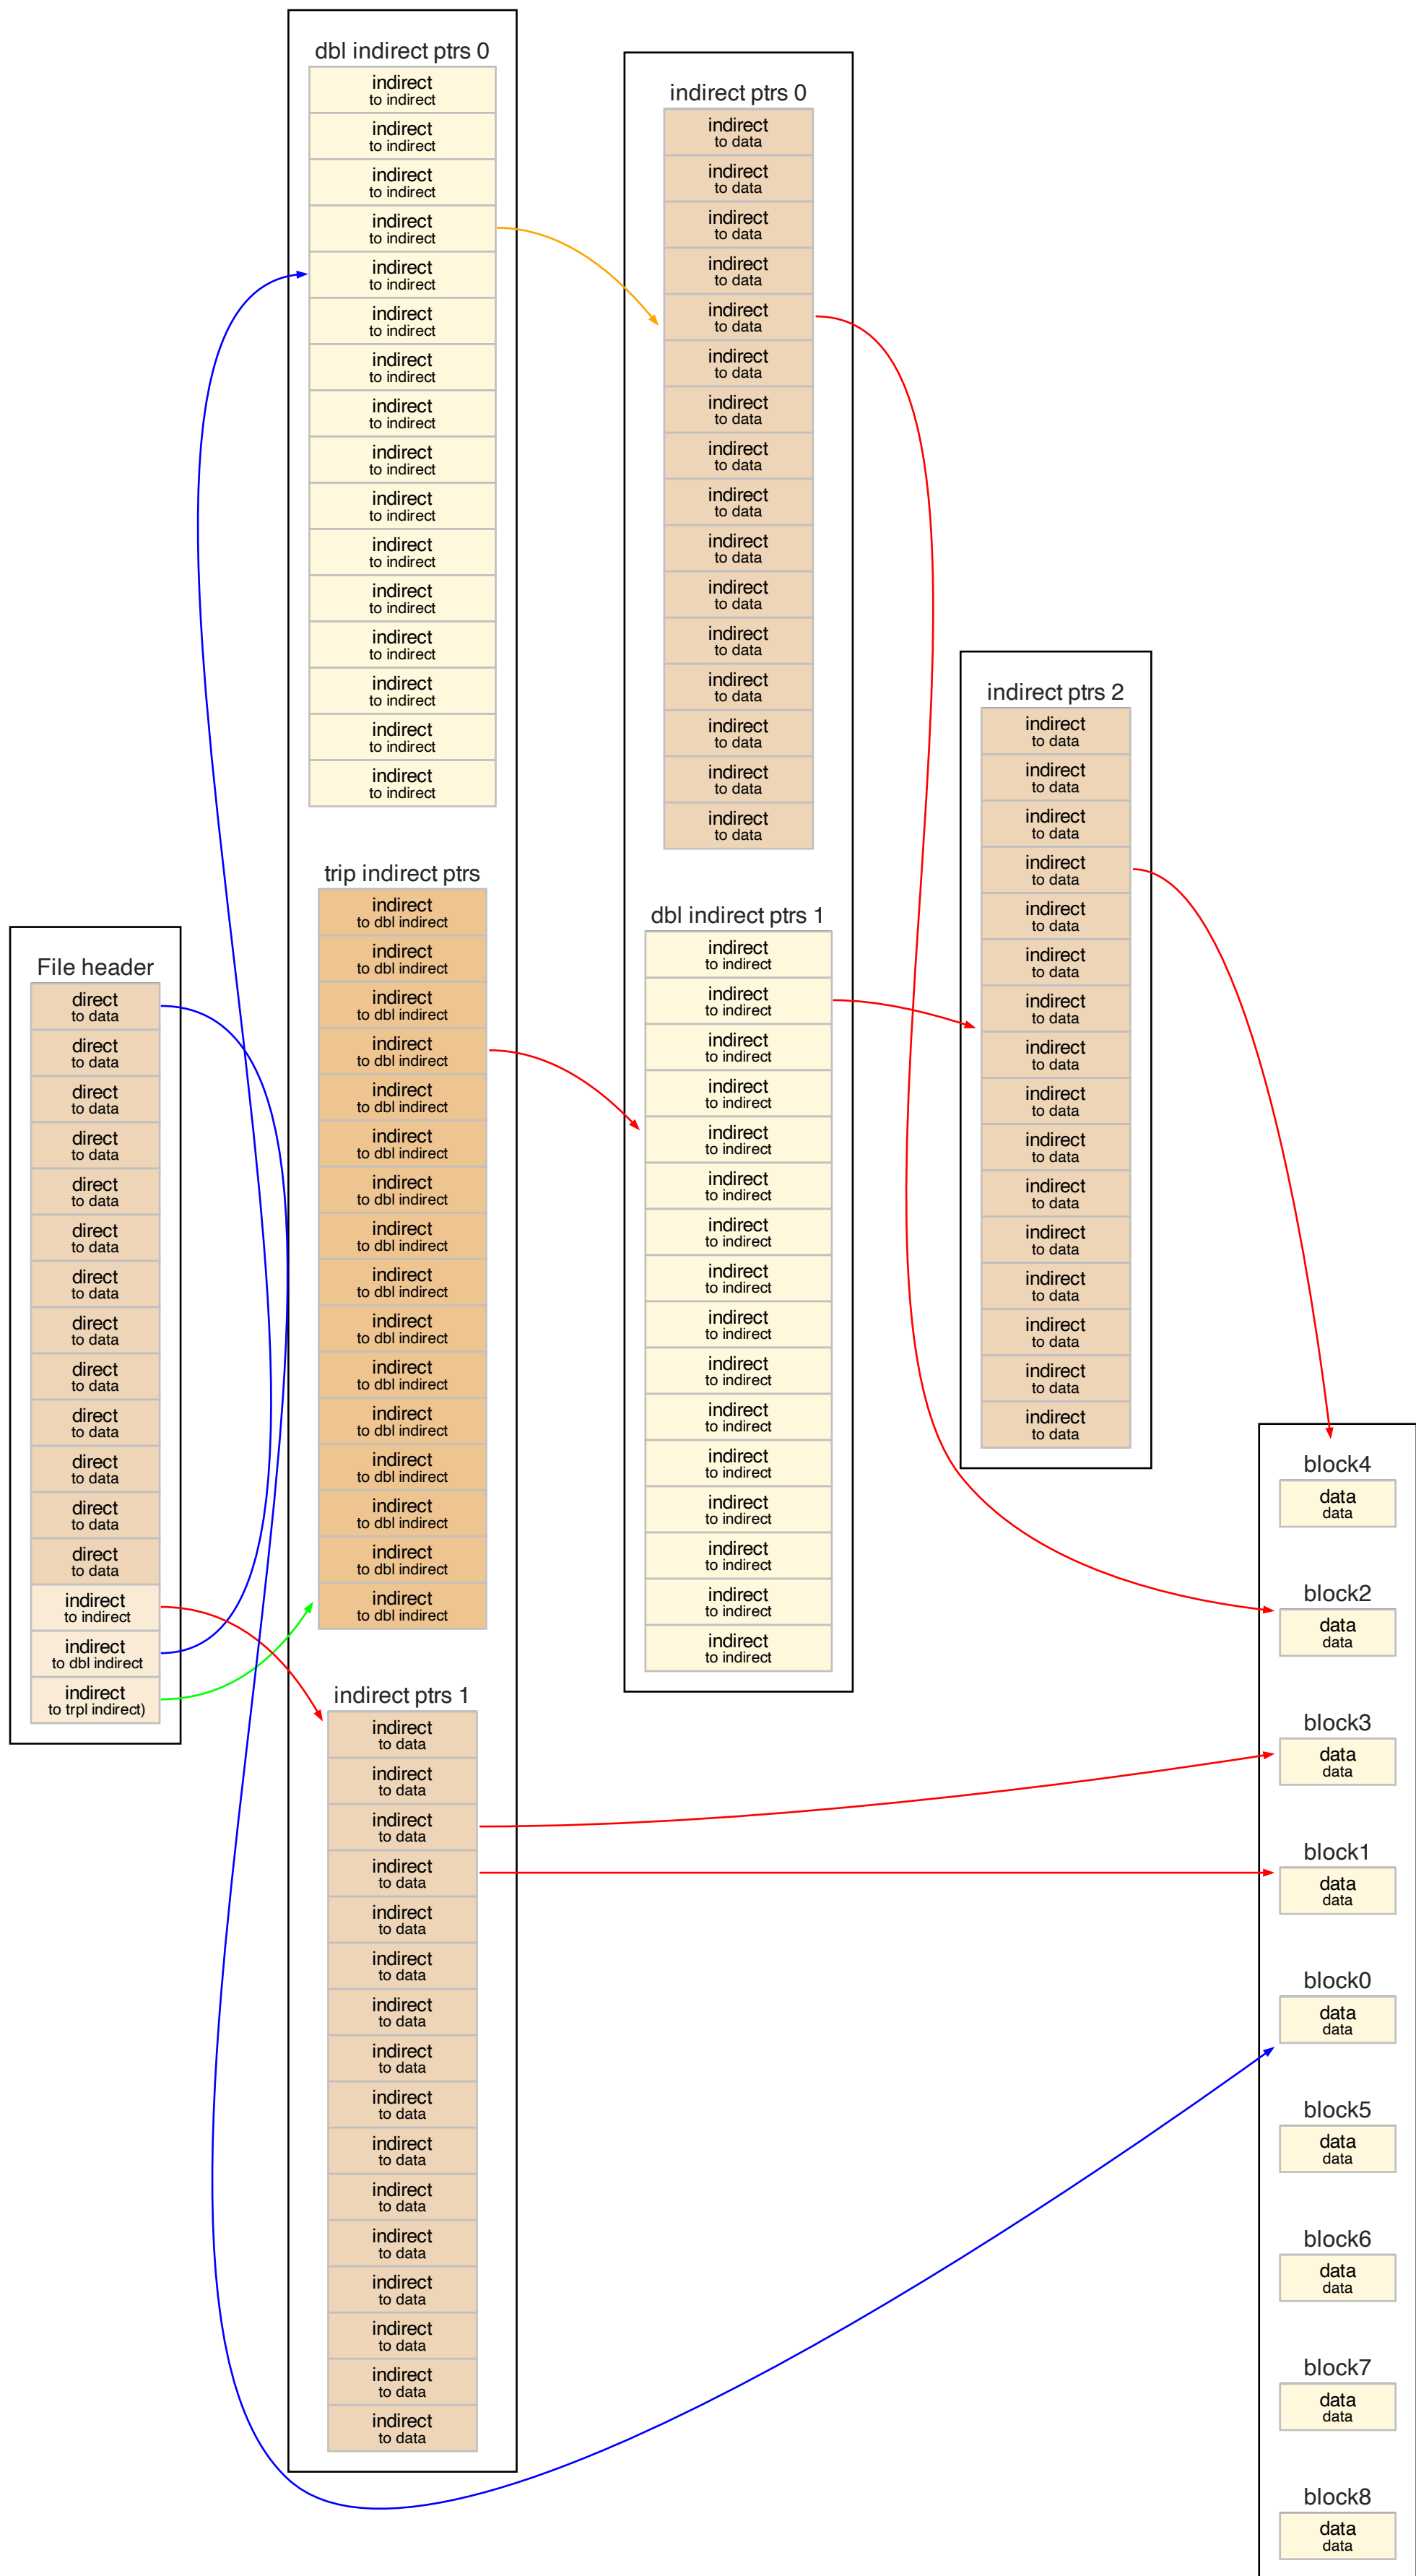 File header
direct
to data
direct
to data
direct
to data
direct
to data
direct
to data
direct
to data
direct
to data
direct
to data
direct
to data
direct
to data
direct
to data
direct
to data
direct
to data
indirect
to indirect
indirect
to dbl indirect
indirect
to trpl indirect)
dbl indirect ptrs 0
indirect
to indirect
indirect
to indirect
indirect
to indirect
indirect
to indirect
indirect
to indirect
indirect
to indirect
indirect
to indirect
indirect
to indirect
indirect
to indirect
indirect
to indirect
indirect
to indirect
indirect
to indirect
indirect
to indirect
indirect
to indirect
indirect
to indirect
indirect
to indirect
trip indirect ptrs
indirect
to dbl indirect
indirect
to dbl indirect
indirect
to dbl indirect
indirect
to dbl indirect
indirect
to dbl indirect
indirect
to dbl indirect
indirect
to dbl indirect
indirect
to dbl indirect
indirect
to dbl indirect
indirect
to dbl indirect
indirect
to dbl indirect
indirect
to dbl indirect
indirect
to dbl indirect
indirect
to dbl indirect
indirect
to dbl indirect
indirect
to dbl indirect
indirect ptrs 1
indirect
to data
indirect
to data
indirect
to data
indirect
to data
indirect
to data
indirect
to data
indirect
to data
indirect
to data
indirect
to data
indirect
to data
indirect
to data
indirect
to data
indirect
to data
indirect
to data
indirect
to data
indirect
to data
indirect ptrs 0
indirect
to data
indirect
to data
indirect
to data
indirect
to data
indirect
to data
indirect
to data
indirect
to data
indirect
to data
indirect
to data
indirect
to data
indirect
to data
indirect
to data
indirect
to data
indirect
to data
indirect
to data
indirect
to data
dbl indirect ptrs 1
indirect
to indirect
indirect
to indirect
indirect
to indirect
indirect
to indirect
indirect
to indirect
indirect
to indirect
indirect
to indirect
indirect
to indirect
indirect
to indirect
indirect
to indirect
indirect
to indirect
indirect
to indirect
indirect
to indirect
indirect
to indirect
indirect
to indirect
indirect
to indirect
indirect ptrs 2
indirect
to data
indirect
to data
indirect
to data
indirect
to data
indirect
to data
indirect
to data
indirect
to data
indirect
to data
indirect
to data
indirect
to data
indirect
to data
indirect
to data
indirect
to data
indirect
to data
indirect
to data
indirect
to data
block4
data
data
block2
data
data
block3
data
data
block1
data
data
block0
data
data
block5
data
data
block6
data
data
block7
data
data
block8
data
data